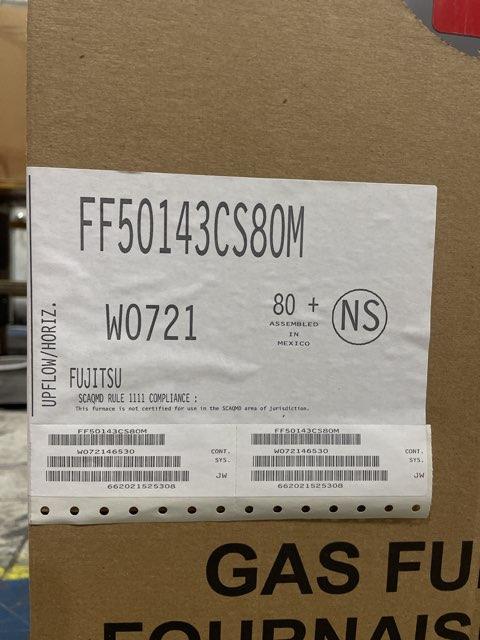 FF50143CS80M
UPFLOW/HORIZ.
W0721
80 +
NS
ASSEMBLED
IN
MEXICO
FUJITSU
SCAQMD RULE 1111 COMPLIANCE :
This furnace is not certified for use in the SCAQMD area of jurisdiction.
FF50143CS80M
W072146530
CONT.
SYS.
JW
662021525308
FF50143CS80M
W072146530
CONT.
SYS.
JW
662021525308
GAS FU
FOURNAIS